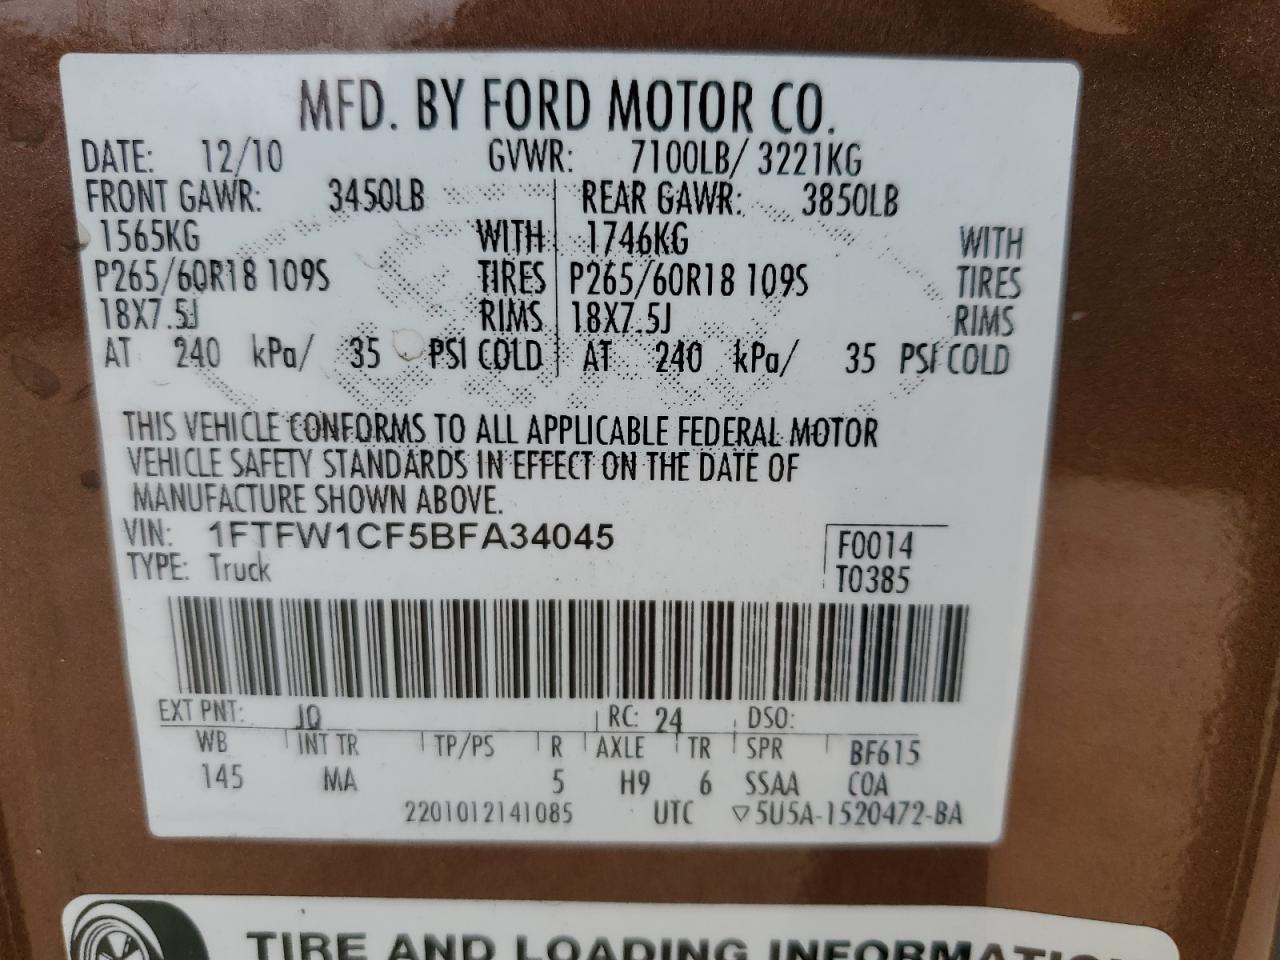 MFD. BY FORD MOTOR CO.
DATE: 12/10 GVWR: 7100LB/ 3221KG
FRONT GAWR: 3450LB REAR GAWR: 3850LB
1565KG WITH 1746KG WITH
P265/60R18 109S TIRES P265/60R18 109S TIRES
18X7.5J RIMS 18X7.5J RIMS
AT 240 kPa/ 35 PSI COLD AT 240 kPa/ 35 PSI COLD
THIS VEHICLE CONFORMS TO ALL APPLICABLE FEDERAL MOTOR
VEHICLE SAFETY STANDARDS IN EFFECT ON THE DATE OF
MANUFACTURE SHOWN ABOVE.
VIN: 1FTFW1CF5BFA34045 F0014
TYPE: Truck T0385
EXT PNT: JQ RC: 24 DSO:
WB INT TR TP/PS R AXLE TR SPR BF615
145 MA 5 H9 6 SSAA COA
2201012141085 UTC ▽5U5A-1520472-BA
TIRE AND LOADING INFORMATION